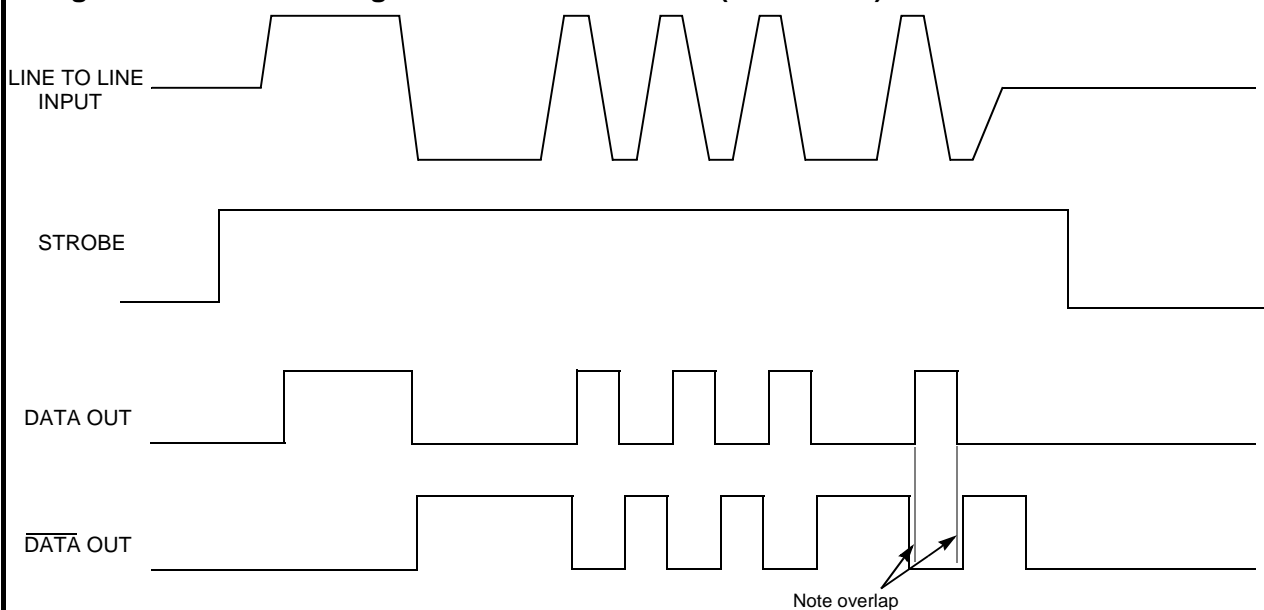 LINE TO LINE
INPUT
STROBE
DATA OUT
DATA OUT
Note overlap